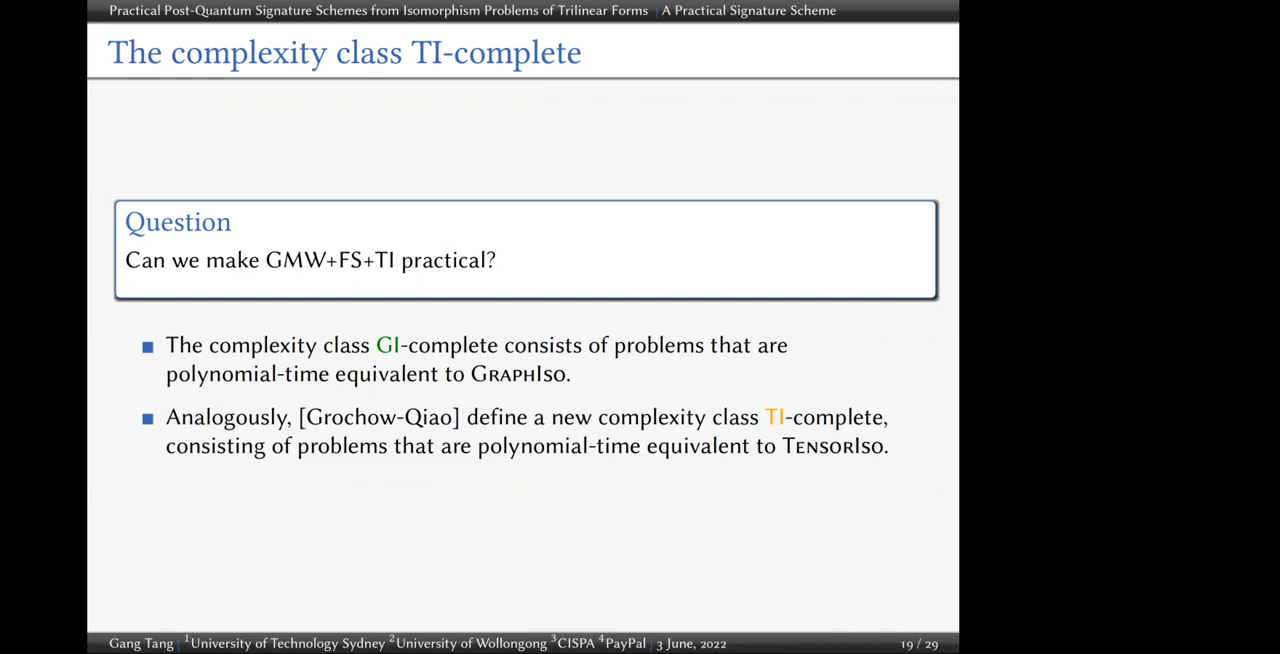 Practical Post-Quantum Signature Schemes from Isomorphism Problems of Trilinear Forms | A Practical Signature Scheme
The complexity class TI-complete
Question
Can we make GMW+FS+TI practical?
The complexity class GI-complete consists of problems that are
polynomial-time equivalent to GRAPHISO.
Analogously, [Grochow-Qiao] define a new complexity class TI-complete,
consisting of problems that are polynomial-time equivalent to TENSORISO.
Gang Tang | ¹University of Technology Sydney ²University of Wollongong ³CISPA ⁴PayPal | 3 June, 2022 19 / 29